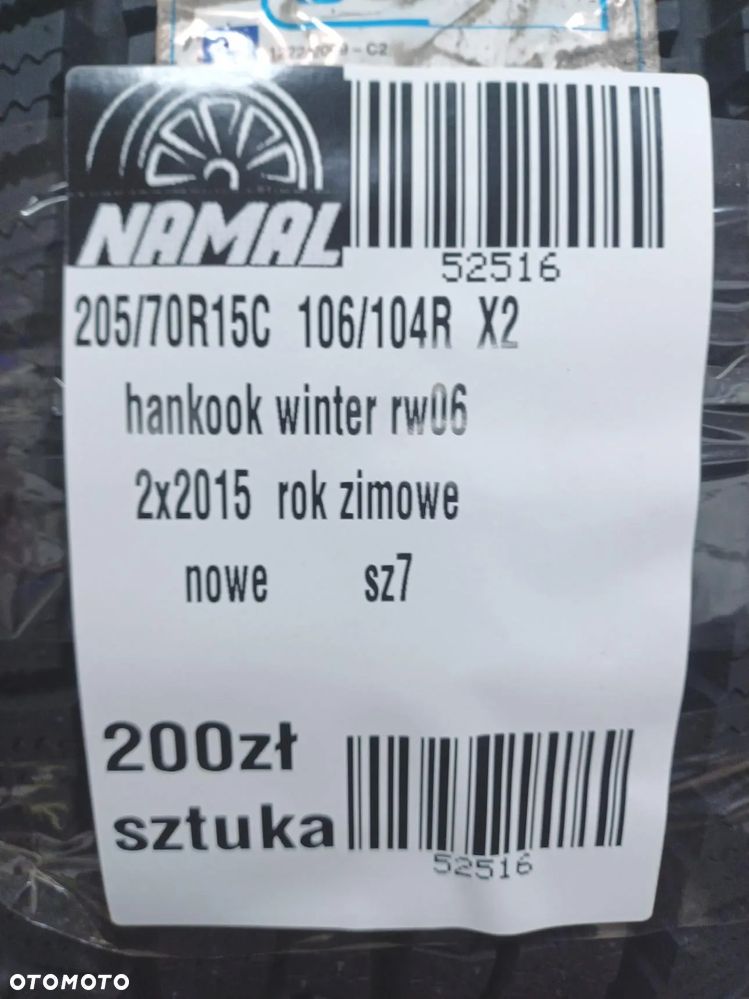 C2
NAMAL
52516
205/70R15C 106/104R X2
hankook winter rw06
2x2015 rok zimowe
nowe sz7
200zł
sztuka
52516
OTOMOTO